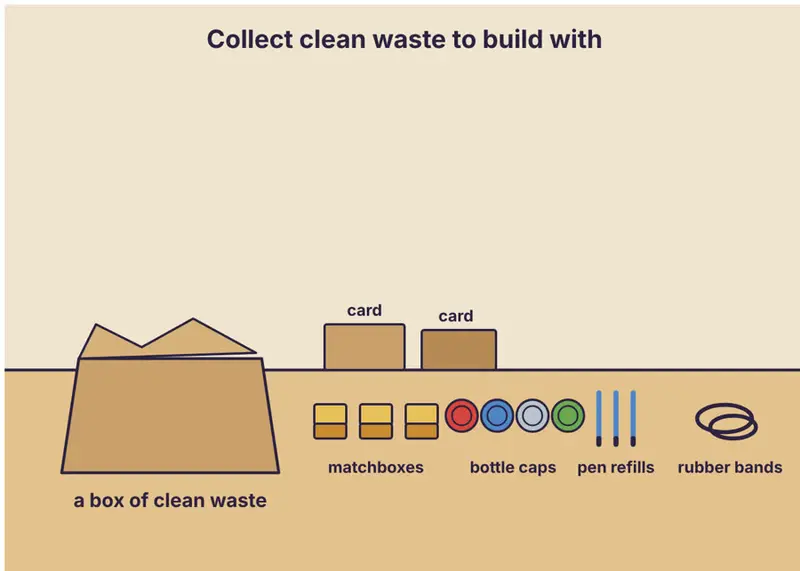 Collect clean waste to build with
card
card
matchboxes
bottle caps
pen refills
rubber bands
a box of clean waste